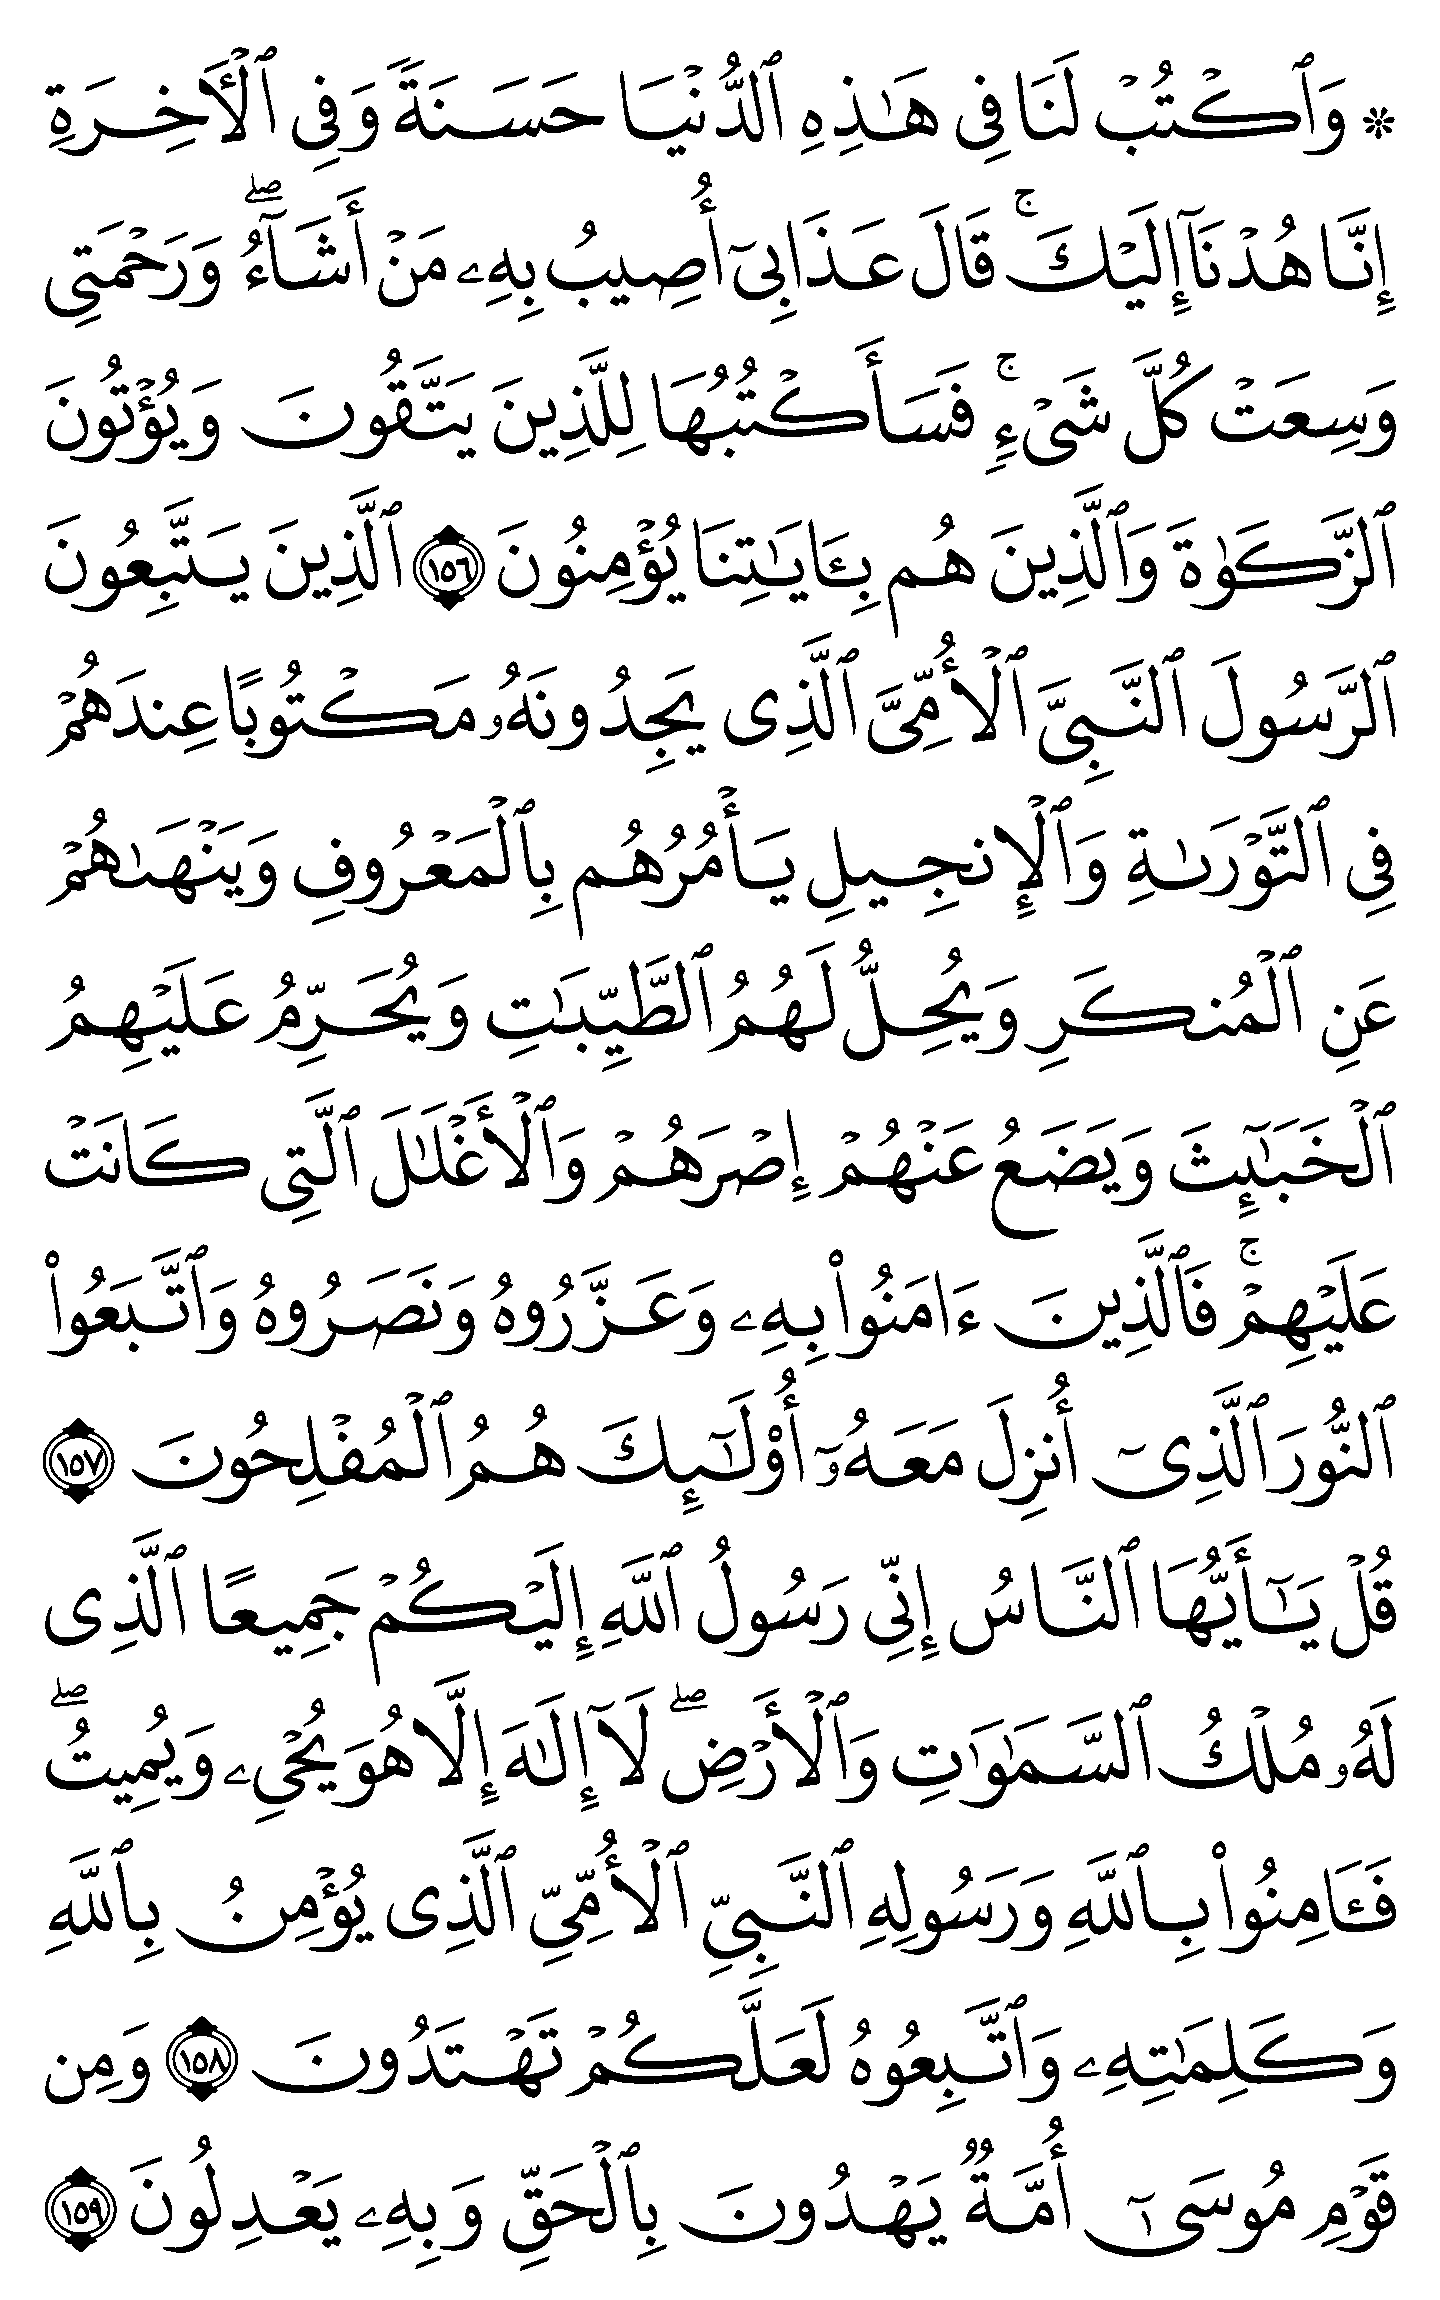 ۞ وَٱكۡتُبۡ لَنَا فِي هَٰذِهِ ٱلدُّنۡيَا حَسَنَةٗ وَفِي ٱلۡأٓخِرَةِ
إِنَّا هُدۡنَآ إِلَيۡكَۚ قَالَ عَذَابِيٓ أُصِيبُ بِهِۦ مَنۡ أَشَآءُۖ وَرَحۡمَتِي
وَسِعَتۡ كُلَّ شَيۡءٖۚ فَسَأَكۡتُبُهَا لِلَّذِينَ يَتَّقُونَ وَيُؤۡتُونَ
ٱلزَّكَوٰةَ وَٱلَّذِينَ هُم بِـَٔايَٰتِنَا يُؤۡمِنُونَ ١٥٦ ٱلَّذِينَ يَتَّبِعُونَ
ٱلرَّسُولَ ٱلنَّبِيَّ ٱلۡأُمِّيَّ ٱلَّذِي يَجِدُونَهُۥ مَكۡتُوبًا عِندَهُمۡ
فِي ٱلتَّوۡرَىٰةِ وَٱلۡإِنجِيلِ يَأۡمُرُهُم بِٱلۡمَعۡرُوفِ وَيَنۡهَىٰهُمۡ
عَنِ ٱلۡمُنكَرِ وَيُحِلُّ لَهُمُ ٱلطَّيِّبَٰتِ وَيُحَرِّمُ عَلَيۡهِمُ
ٱلۡخَبَٰٓئِثَ وَيَضَعُ عَنۡهُمۡ إِصۡرَهُمۡ وَٱلۡأَغۡلَٰلَ ٱلَّتِي كَانَتۡ
عَلَيۡهِمۡۚ فَٱلَّذِينَ ءَامَنُواْ بِهِۦ وَعَزَّرُوهُ وَنَصَرُوهُ وَٱتَّبَعُواْ
ٱلنُّورَ ٱلَّذِيٓ أُنزِلَ مَعَهُۥٓ أُوْلَٰٓئِكَ هُمُ ٱلۡمُفۡلِحُونَ ١٥٧
قُلۡ يَٰٓأَيُّهَا ٱلنَّاسُ إِنِّي رَسُولُ ٱللَّهِ إِلَيۡكُمۡ جَمِيعًا ٱلَّذِي
لَهُۥ مُلۡكُ ٱلسَّمَٰوَٰتِ وَٱلۡأَرۡضِۖ لَآ إِلَٰهَ إِلَّا هُوَ يُحۡيِۦ وَيُمِيتُۖ
فَـَٔامِنُواْ بِٱللَّهِ وَرَسُولِهِ ٱلنَّبِيِّ ٱلۡأُمِّيِّ ٱلَّذِي يُؤۡمِنُ بِٱللَّهِ
وَكَلِمَٰتِهِۦ وَٱتَّبِعُوهُ لَعَلَّكُمۡ تَهۡتَدُونَ ١٥٨ وَمِن
قَوۡمِ مُوسَىٰٓ أُمَّةٞ يَهۡدُونَ بِٱلۡحَقِّ وَبِهِۦ يَعۡدِلُونَ ١٥٩